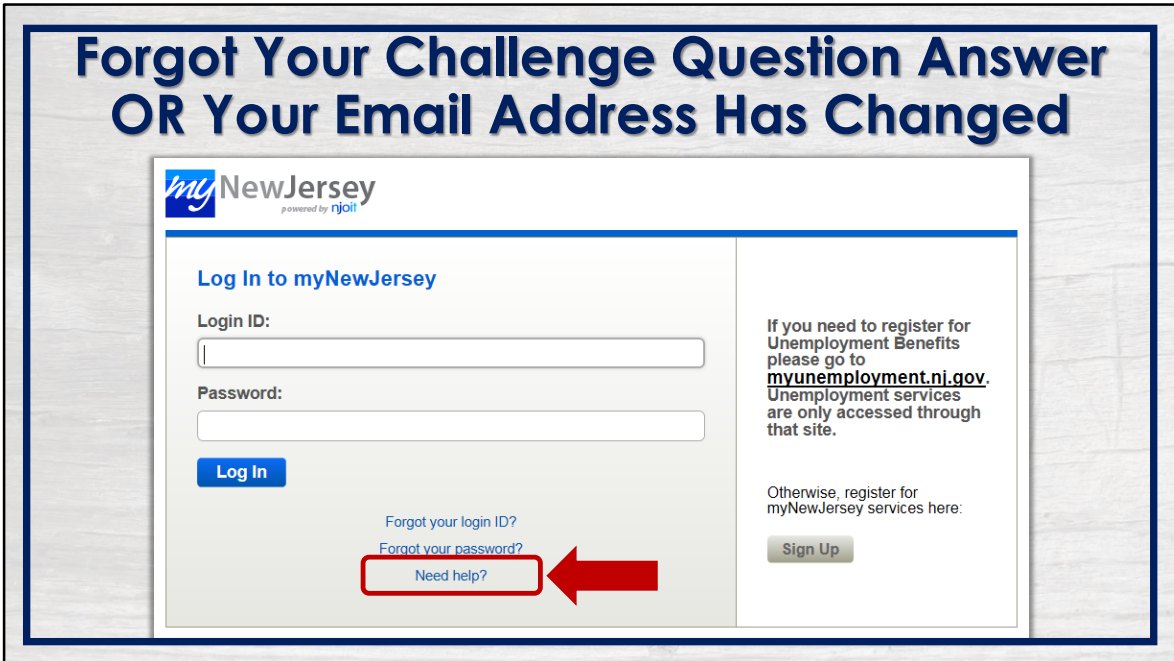 Forgot Your Challenge Question Answer
OR Your Email Address Has Changed
my NewJersey
powered by njoit
Log In to myNewJersey
Login ID:
Password:
Log In
Forgot your login ID?
Forgot your password?
Need help?
If you need to register for
Unemployment Benefits
please go to
myunemployment.nj.gov.
Unemployment services
are only accessed through
that site.
Otherwise, register for
myNewJersey services here:
Sign Up